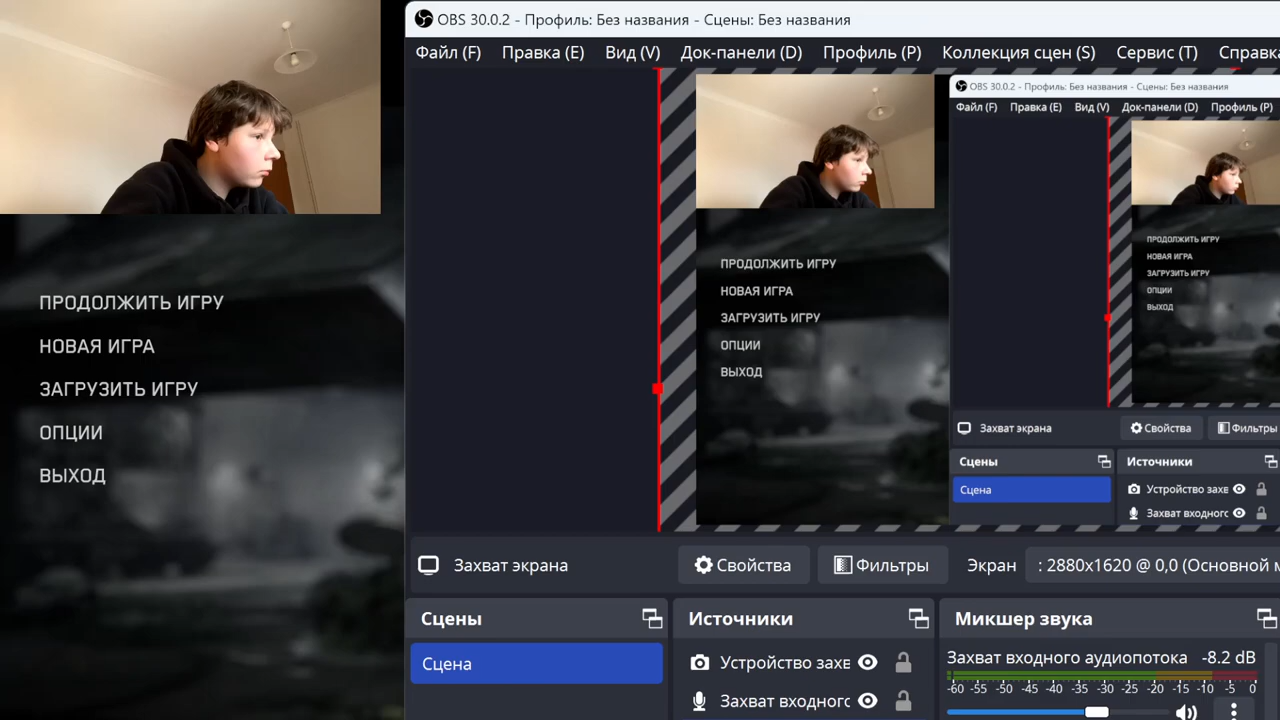 OBS 30.0.2 - Профиль: Без названия - Сцены: Без названия
Файл (F) Правка (E) Вид (V) Док-панели (D) Профиль (P) Коллекция сцен (S) Сервис (T) Справка
OBS 30.0.2 - Профиль: Без названия - Сцены: Без названия
Файл (F) Правка (E) Вид (V) Док-панели (D) Профиль (P)
ПРОДОЛЖИТЬ ИГРУ
НОВАЯ ИГРА
ЗАГРУЗИТЬ ИГРУ
ОПЦИИ
ВЫХОД
ПРОДОЛЖИТЬ ИГРУ
НОВАЯ ИГРА
ЗАГРУЗИТЬ ИГРУ
ОПЦИИ
ВЫХОД
ПРОДОЛЖИТЬ ИГРУ
НОВАЯ ИГРА
ЗАГРУЗИТЬ ИГРУ
ОПЦИИ
ВЫХОД
Захват экрана Свойства Фильтры
Сцены Источники
Сцена Устройство захв
Захват входногс
Захват экрана Свойства Фильтры Экран : 2880x1620 @ 0,0 (Основной м
Сцены Источники Микшер звука
Сцена Устройство захв Захват входного аудиопотока -8.2 dB
Захват входногс -60 -55 -50 -45 -40 -35 -30 -25 -20 -15 -10 -5 0